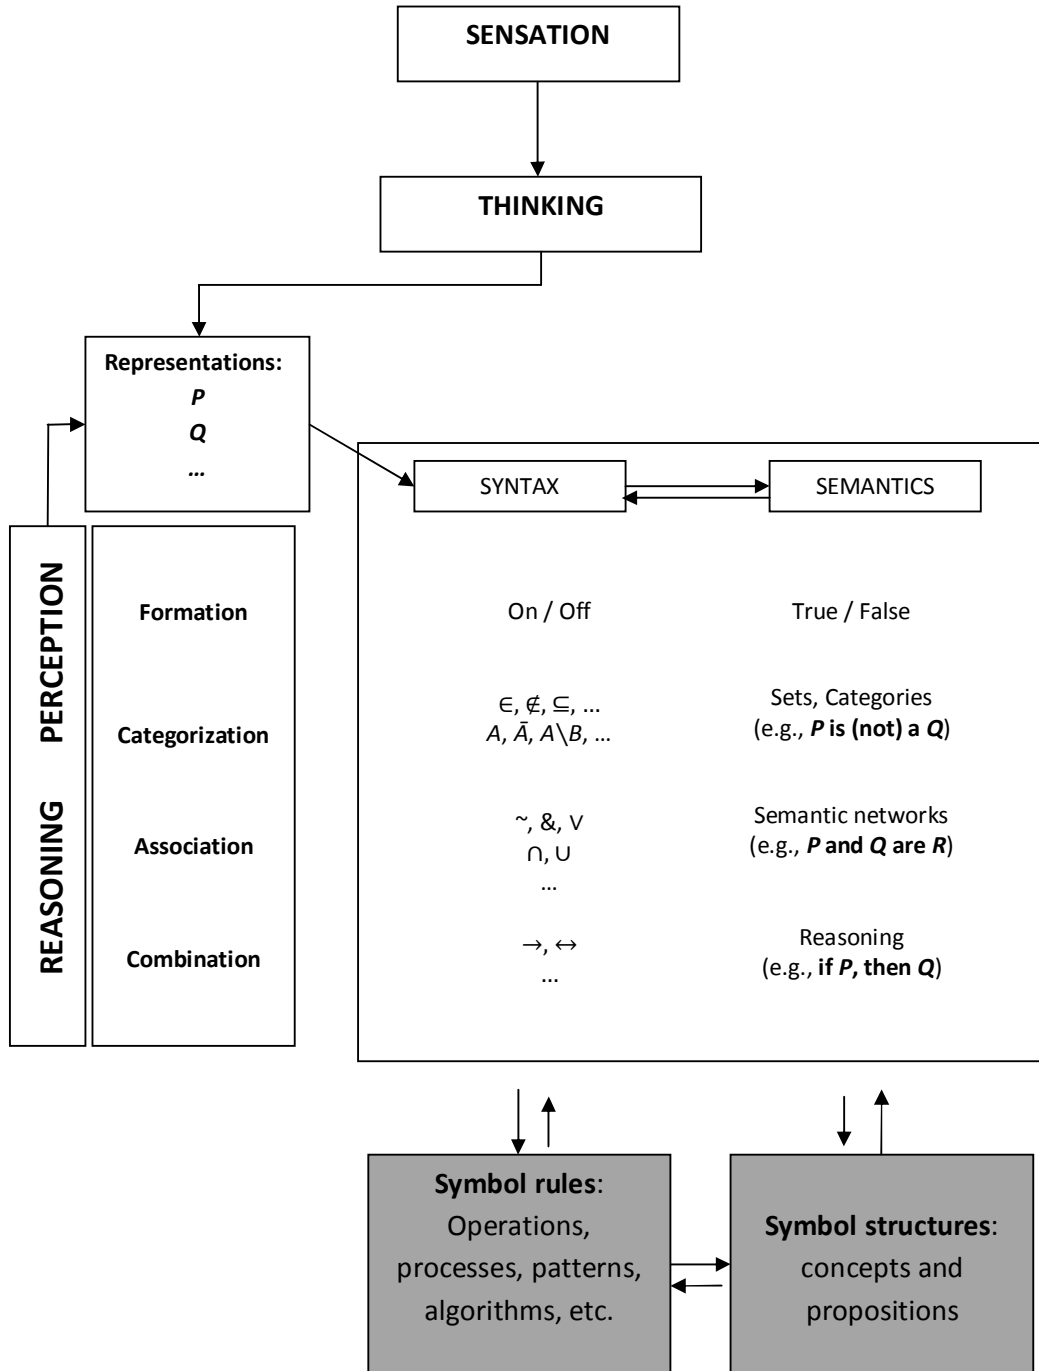 SENSATION
THINKING
Representations:
P
Q
...
SYNTAX
SEMANTICS
PERCEPTION
REASONING
Formation
On / Off
True / False
Categorization
∈, ∉, ⊆, ...
A, Ā, A\B, ...
Sets, Categories
(e.g., P is (not) a Q)
Association
~, &, ∨
∩, ∪
...
Semantic networks
(e.g., P and Q are R)
Combination
→, ↔
...
Reasoning
(e.g., if P, then Q)
Symbol rules:
Operations,
processes, patterns,
algorithms, etc.
Symbol structures:
concepts and
propositions